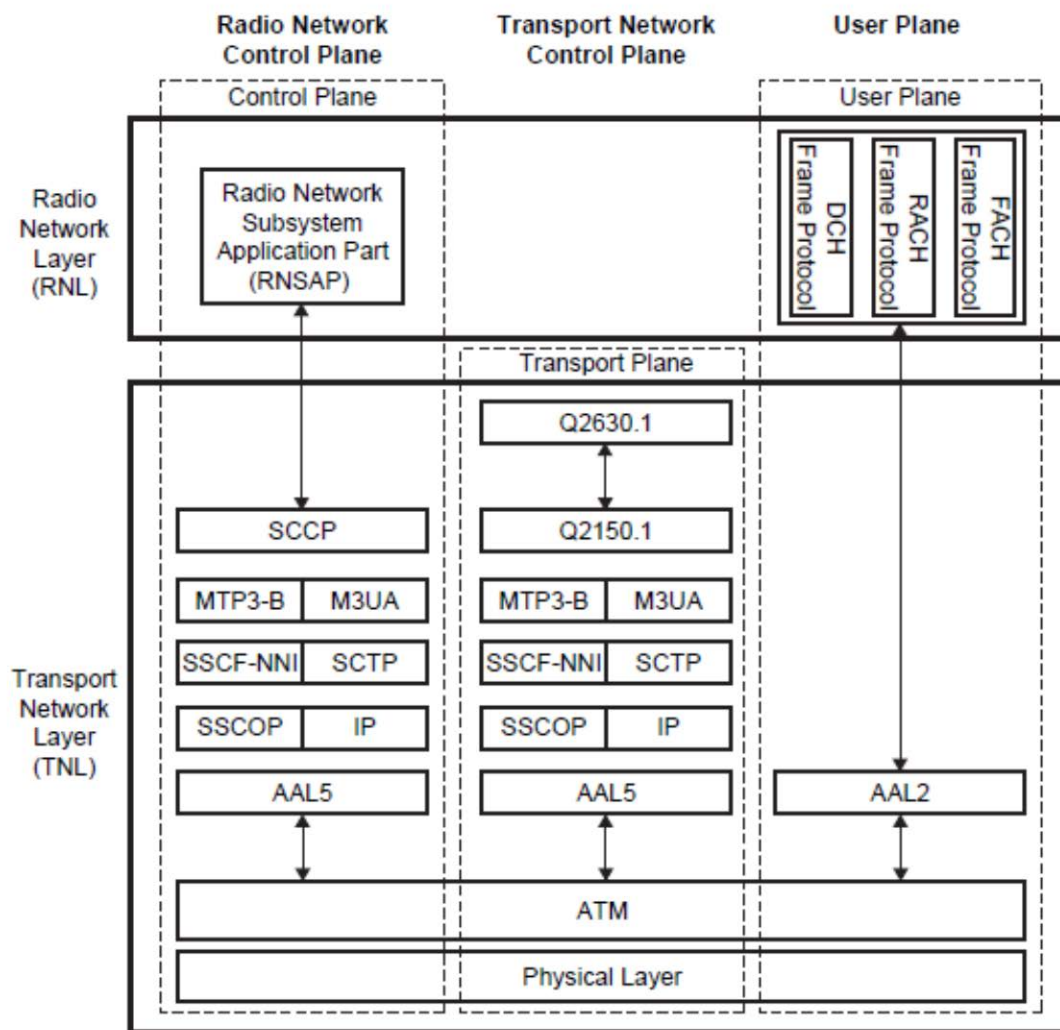 Radio Network
Control Plane
Transport Network
Control Plane
User Plane
Control Plane
User Plane
Radio
Network
Layer
(RNL)
Radio Network
Subsystem
Application Part
(RNSAP)
DCH
Frame Protocol
RACH
Frame Protocol
FACH
Frame Protocol
Transport Plane
Transport
Network
Layer
(TNL)
Q2630.1
SCCP
Q2150.1
MTP3-B
M3UA
MTP3-B
M3UA
SSCF-NNI
SCTP
SSCF-NNI
SCTP
SSCOP
IP
SSCOP
IP
AAL5
AAL5
AAL2
ATM
Physical Layer